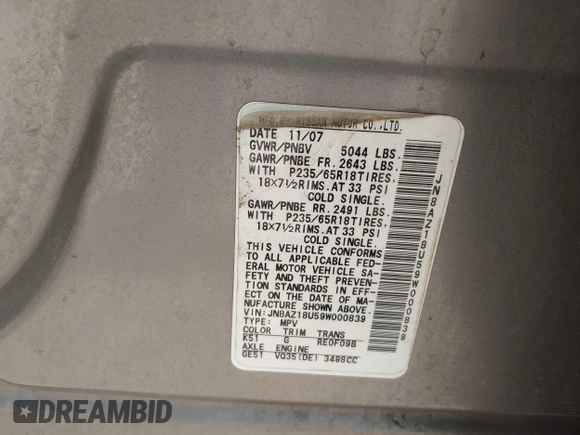 MFD.BY NISSAN MOTOR CO.,LTD.
DATE 11/07
GVWR/PNBV 5044 LBS.
GAWR/PNBE FR. 2643 LBS.
WITH P235/65R18TIRES.
18×7½RIMS.AT 33 PSI
COLD SINGLE.
GAWR/PNBE RR. 2491 LBS.
WITH P235/65R18TIRES.
18×7½RIMS.AT 33 PSI
COLD SINGLE.
THIS VEHICLE CONFORMS
TO ALL APPLICABLE FED-
ERAL MOTOR VEHICLE SA-
FETY AND THEFT PREVEN-
TION STANDARDS IN EFF-
ECT ON THE DATE OF MA-
NUFACTURE SHOWN ABOVE.
VIN:JN8AZ18U59W000839
TYPE: MPV
COLOR TRIM TRANS
K51 G RE0F09B
AXLE ENGINE
GE51 VQ35(DE) 3498CC
JN8AZ18U59W000839
DREAMBID